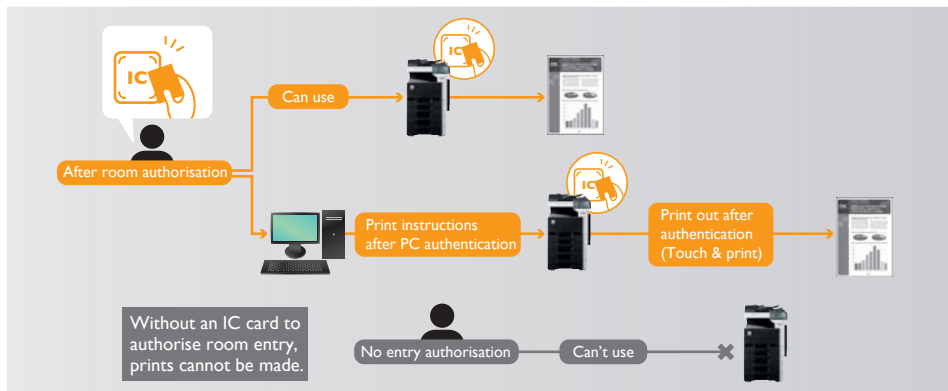 IC
IC
Can use
After room authorisation
IC
Print instructions
after PC authentication
Print out after
authentication
(Touch & print)
Without an IC card to
authorise room entry,
prints cannot be made.
No entry authorisation
Can't use